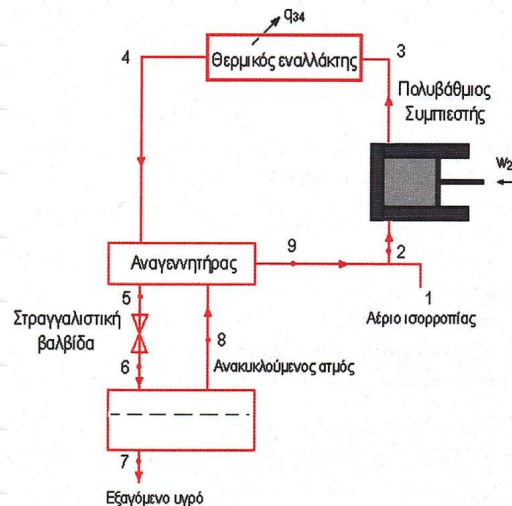 q34
4
Θερμικός εναλλάκτης
3
Πολυβάθμιος
Συμπιεστής
w2
9
2
Αναγεννητήρας
1
5
Αέριο ισορροπίας
Στραγγαλιστική
βαλβίδα
8
6
Ανακυκλούμενος ατμός
7
Εξαγόμενο υγρό